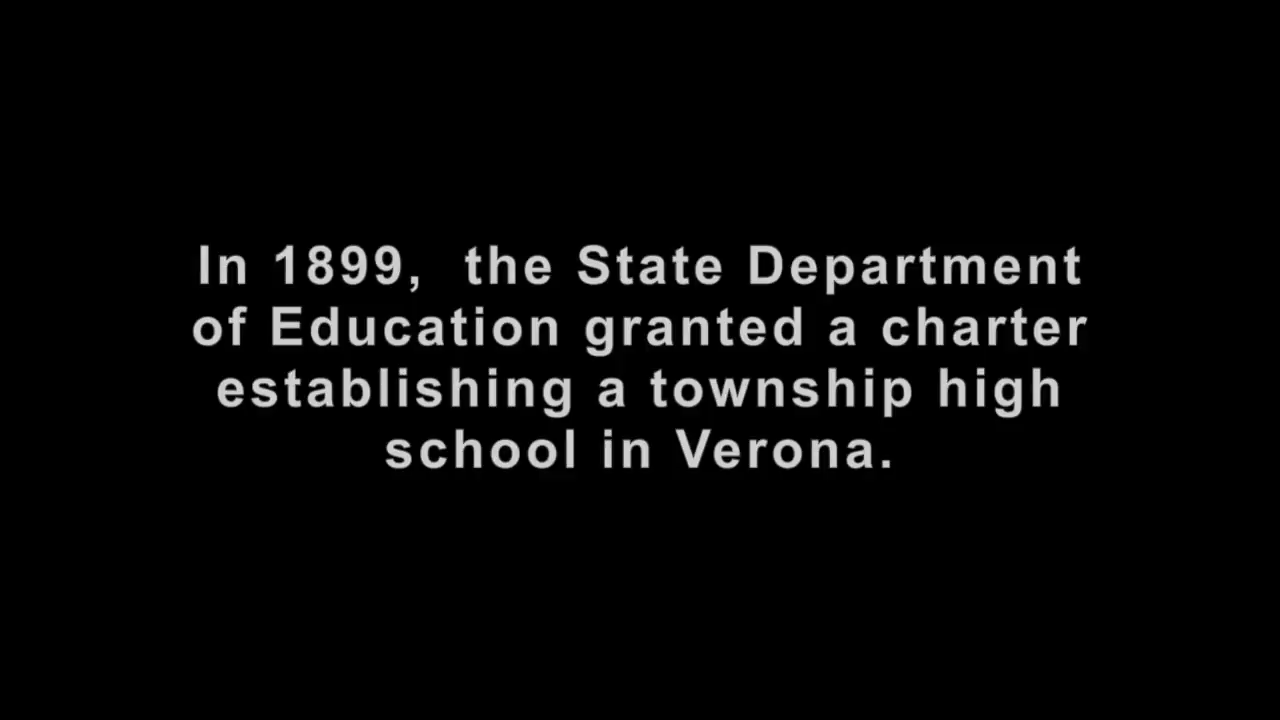 In 1899,  the State Department
of Education granted a charter
establishing a township high
school in Verona.